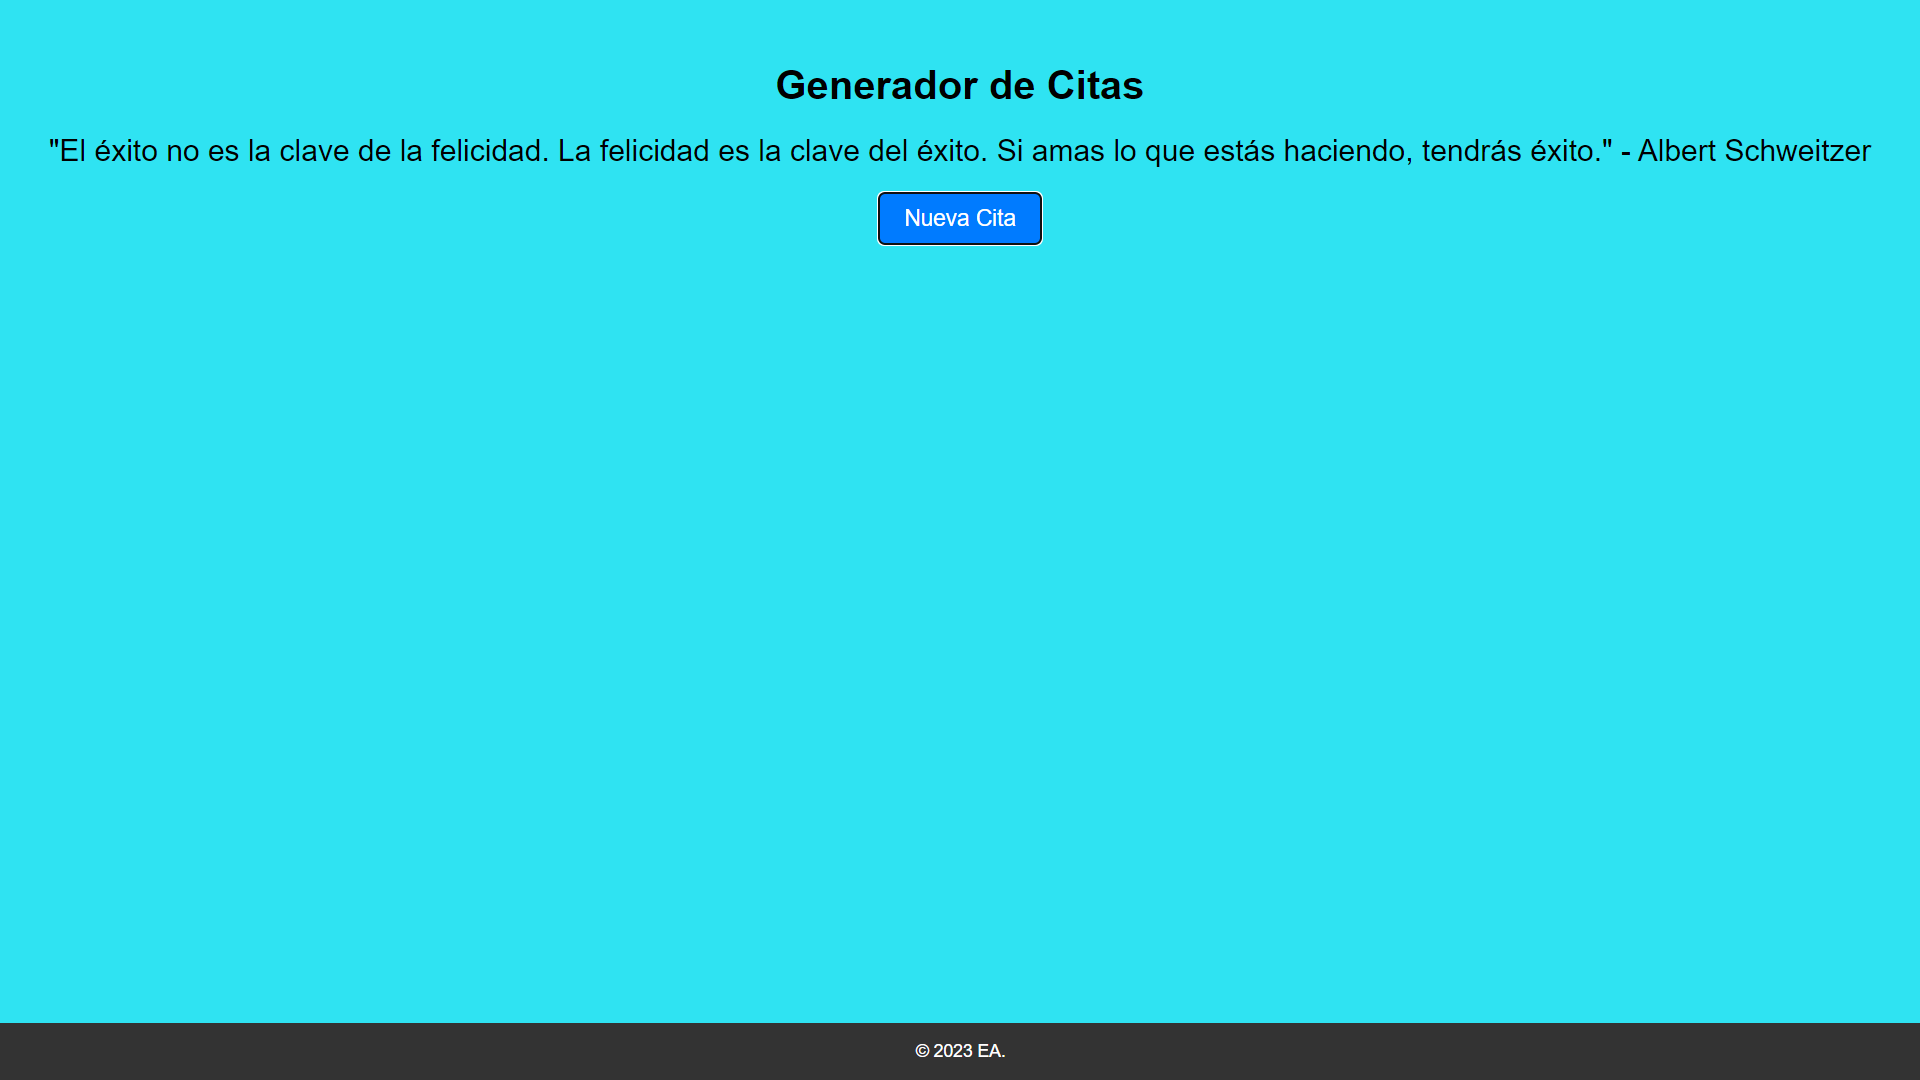 Generador de Citas
"El éxito no es la clave de la felicidad. La felicidad es la clave del éxito. Si amas lo que estás haciendo, tendrás éxito." - Albert Schweitzer
Nueva Cita
© 2023 EA.